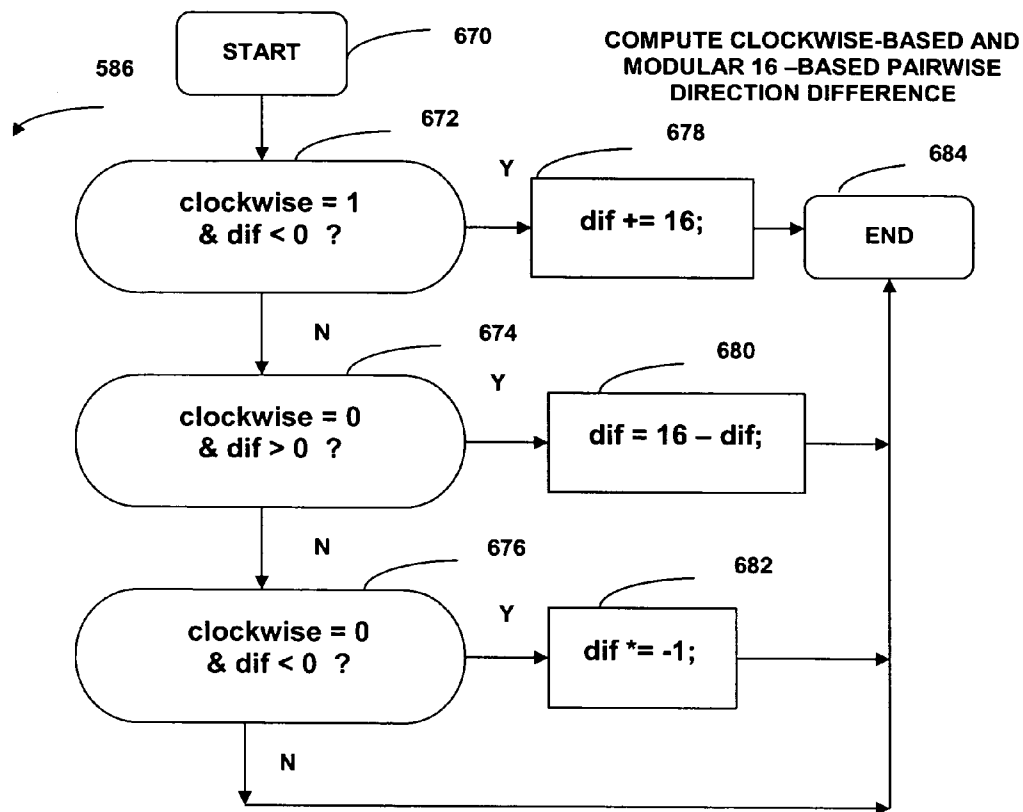 START
670
COMPUTE CLOCKWISE-BASED AND
MODULAR 16 –BASED PAIRWISE
DIRECTION DIFFERENCE
586
672
678
684
clockwise = 1
& dif < 0 ?
Y
dif += 16;
END
N
674
680
clockwise = 0
& dif > 0 ?
Y
dif = 16 – dif;
N
676
682
clockwise = 0
& dif < 0 ?
Y
dif *= -1;
N